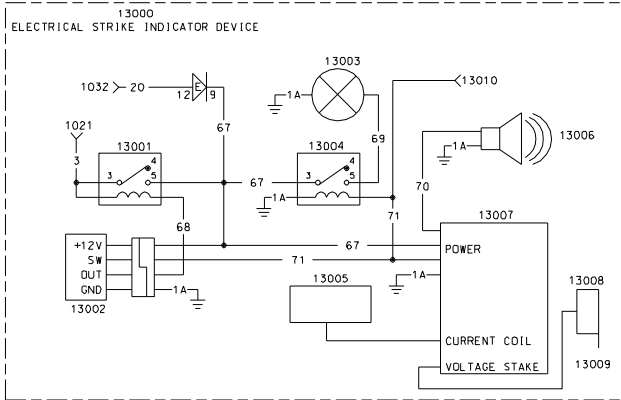 13000
ELECTRICAL STRIKE INDICATOR DEVICE
13003
1032 20 12 E 9 1A 13010
1021 67 69
13001 13004 13006
3 4 4 1A
3 5 67 3 5 70
1A
68 71 13007
+12V 67 POWER
SW 71
OUT 1A
13005 13008
GND 1A
13002
CURRENT COIL
13009
VOLTAGE STAKE